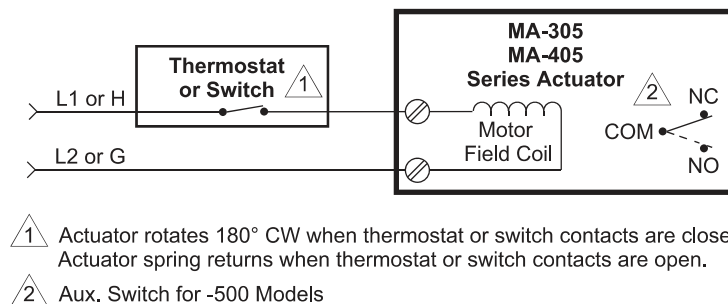 MA-305
MA-405
Series Actuator
Thermostat
or Switch
1
L1 or H
2
NC
COM
NO
Motor
Field Coil
L2 or G
1 Actuator rotates 180° CW when thermostat or switch contacts are close
Actuator spring returns when thermostat or switch contacts are open.
2 Aux. Switch for -500 Models